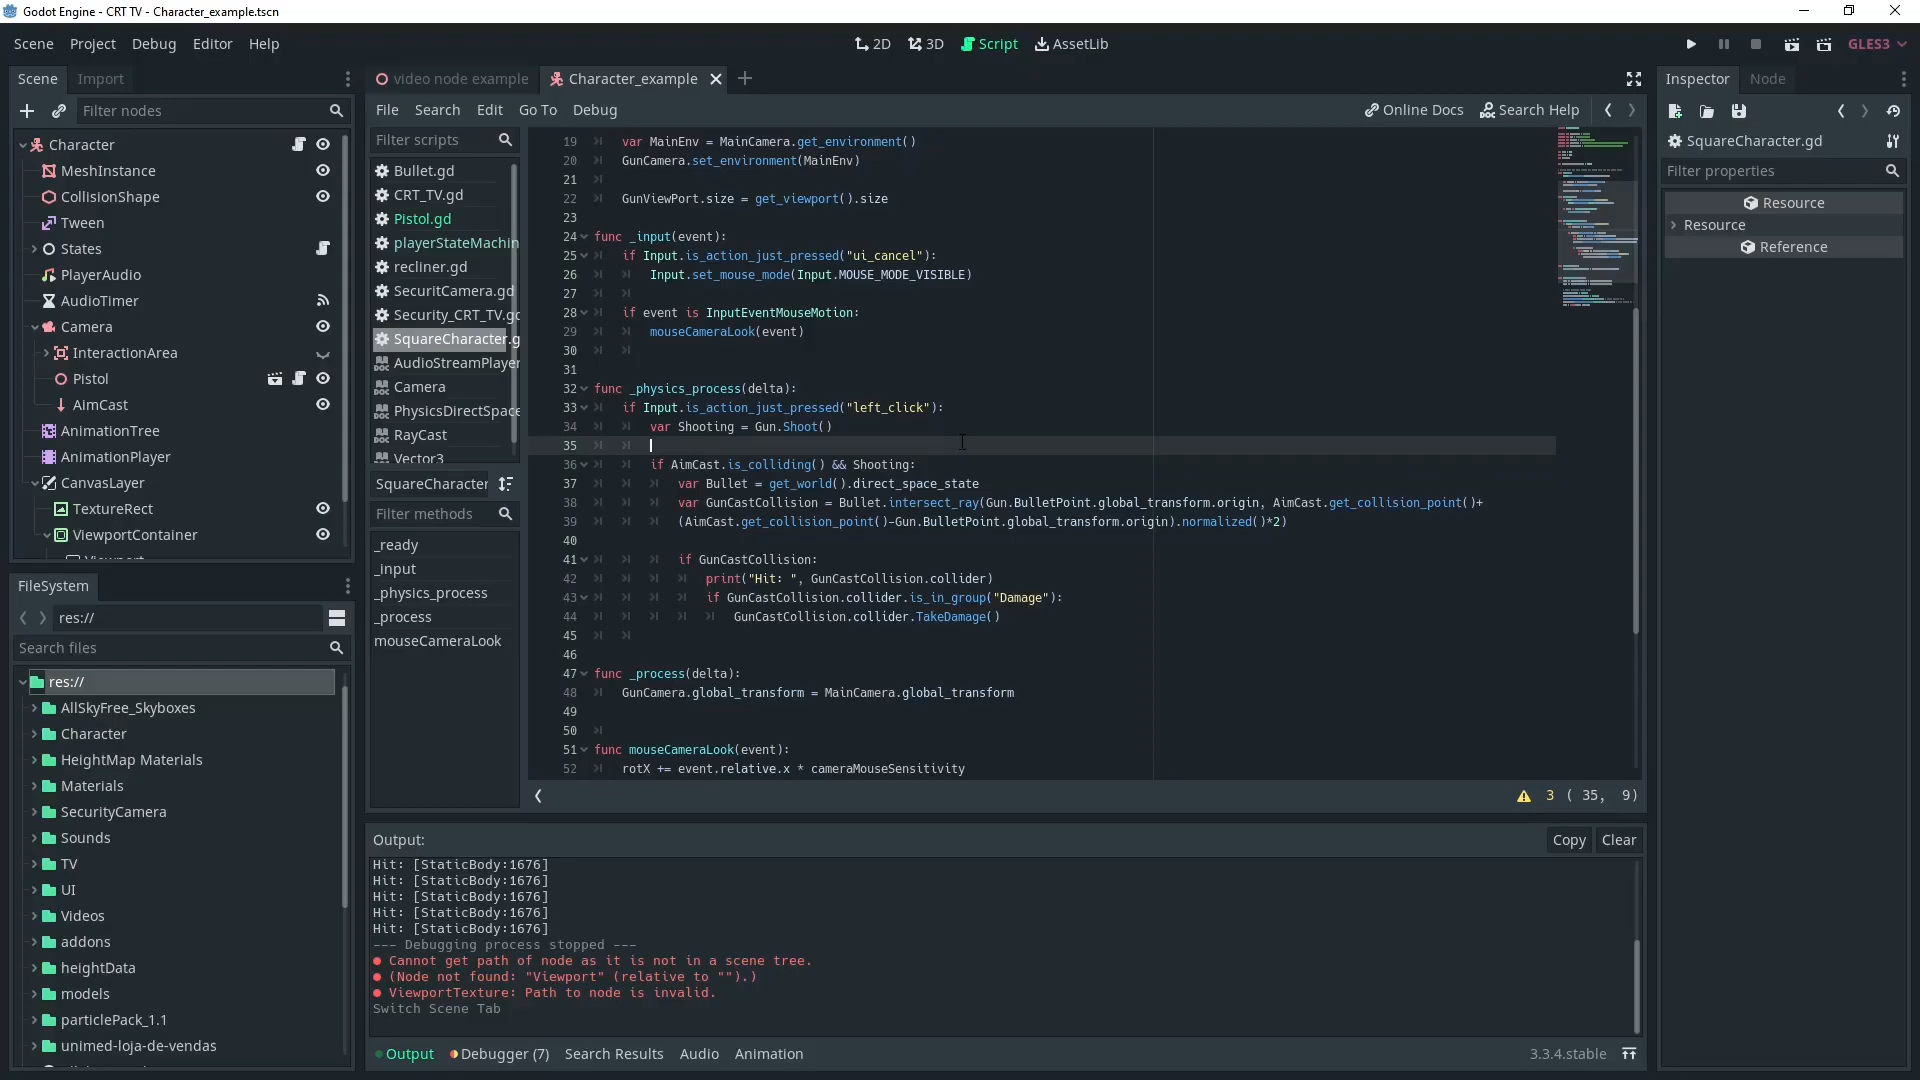 Godot Engine - CRT TV - Character_example.tscn
Scene Project Debug Editor Help
2D 3D Script AssetLib
GLES3
Scene Import
Filter nodes
Character
MeshInstance
CollisionShape
Tween
States
PlayerAudio
AudioTimer
Camera
InteractionArea
Pistol
AimCast
AnimationTree
AnimationPlayer
CanvasLayer
TextureRect
ViewportContainer
FileSystem
res://
Search files
res://
AllSkyFree_Skyboxes
Character
HeightMap Materials
Materials
SecurityCamera
Sounds
TV
UI
Videos
addons
heightData
models
particlePack_1.1
unimed-loja-de-vendas
video node example Character_example
File Search Edit Go To Debug
Online Docs Search Help
Filter scripts
Bullet.gd
CRT_TV.gd
Pistol.gd
playerStateMachin
recliner.gd
SecuritCamera.gd
Security_CRT_TV.gd
SquareCharacter.g
AudioStreamPlayer
Camera
PhysicsDirectSpace
RayCast
Vector3
SquareCharacter
Filter methods
_ready
_input
_physics_process
_process
mouseCameraLook
19 var MainEnv = MainCamera.get_environment()
20 GunCamera.set_environment(MainEnv)
21
22 GunViewPort.size = get_viewport().size
23
24 func _input(event):
25 if Input.is_action_just_pressed("ui_cancel"):
26 Input.set_mouse_mode(Input.MOUSE_MODE_VISIBLE)
27
28 if event is InputEventMouseMotion:
29 mouseCameraLook(event)
30
31
32 func _physics_process(delta):
33 if Input.is_action_just_pressed("left_click"):
34 var Shooting = Gun.Shoot()
35
36 if AimCast.is_colliding() && Shooting:
37 var Bullet = get_world().direct_space_state
38 var GunCastCollision = Bullet.intersect_ray(Gun.BulletPoint.global_transform.origin, AimCast.get_collision_point()+
39 (AimCast.get_collision_point()-Gun.BulletPoint.global_transform.origin).normalized()*2)
40
41 if GunCastCollision:
42 print("Hit: ", GunCastCollision.collider)
43 if GunCastCollision.collider.is_in_group("Damage"):
44 GunCastCollision.collider.TakeDamage()
45
46
47 func _process(delta):
48 GunCamera.global_transform = MainCamera.global_transform
49
50
51 func mouseCameraLook(event):
52 rotX += event.relative.x * cameraMouseSensitivity
3 ( 35, 9)
Output:
Copy Clear
Hit: [StaticBody:1676]
Hit: [StaticBody:1676]
Hit: [StaticBody:1676]
Hit: [StaticBody:1676]
Hit: [StaticBody:1676]
--- Debugging process stopped ---
Cannot get path of node as it is not in a scene tree.
(Node not found: "Viewport" (relative to "").)
ViewportTexture: Path to node is invalid.
Switch Scene Tab
Output Debugger (7) Search Results Audio Animation
3.3.4.stable
Inspector Node
SquareCharacter.gd
Filter properties
Resource
Resource
Reference